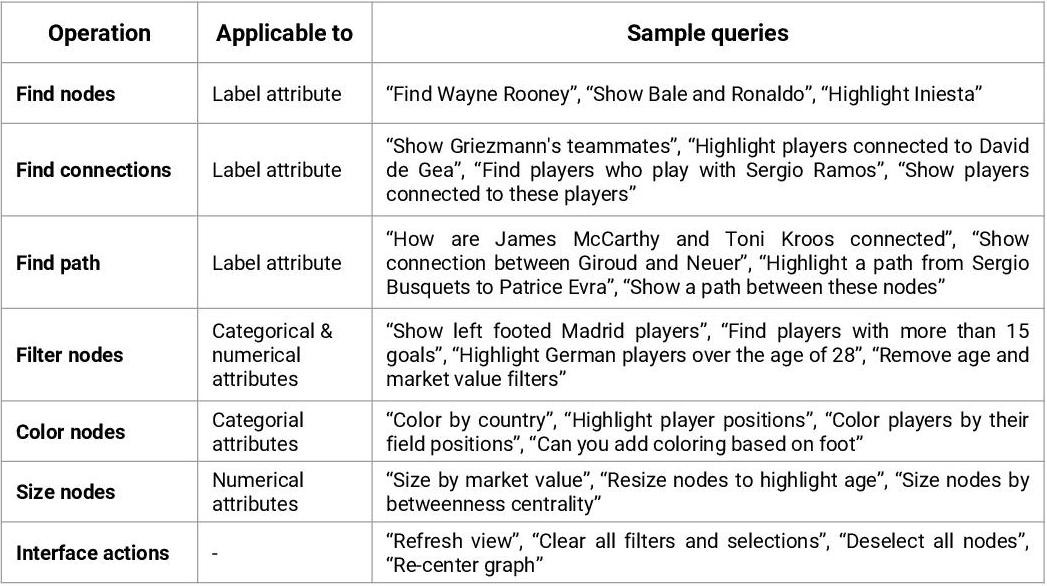 Operation Applicable to Sample queries
Find nodes Label attribute “Find Wayne Rooney”, “Show Bale and Ronaldo”, “Highlight Iniesta”
“Show Griezmann's teammates”, “Highlight players connected to David
Find connections Label attribute de Gea”, “Find players who play with Sergio Ramos”, “Show players
connected to these players”
“How are James McCarthy and Toni Kroos connected”, “Show
Find path Label attribute connection between Giroud and Neuer”, “Highlight a path from Sergio
Busquets to Patrice Evra”, “Show a path between these nodes”
Categorical & “Show left footed Madrid players”, “Find players with more than 15
Filter nodes numerical goals”, “Highlight German players over the age of 28”, “Remove age and
attributes market value filters”
Color nodes
Categorial “Color by country”, “Highlight player positions”, “Color players by their
attributes field positions”, “Can you add coloring based on foot”
Size nodes
Numerical “Size by market value”, “Resize nodes to highlight age”, “Size nodes by
attributes betweenness centrality”
Interface actions -
“Refresh view”, “Clear all filters and selections”, “Deselect all nodes”,
“Re-center graph”